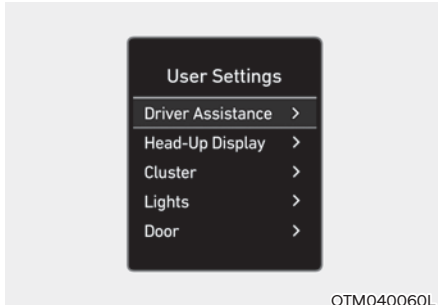 User Settings
Driver Assistance >
Head-Up Display >
Cluster >
Lights >
Door >
OTM040060L